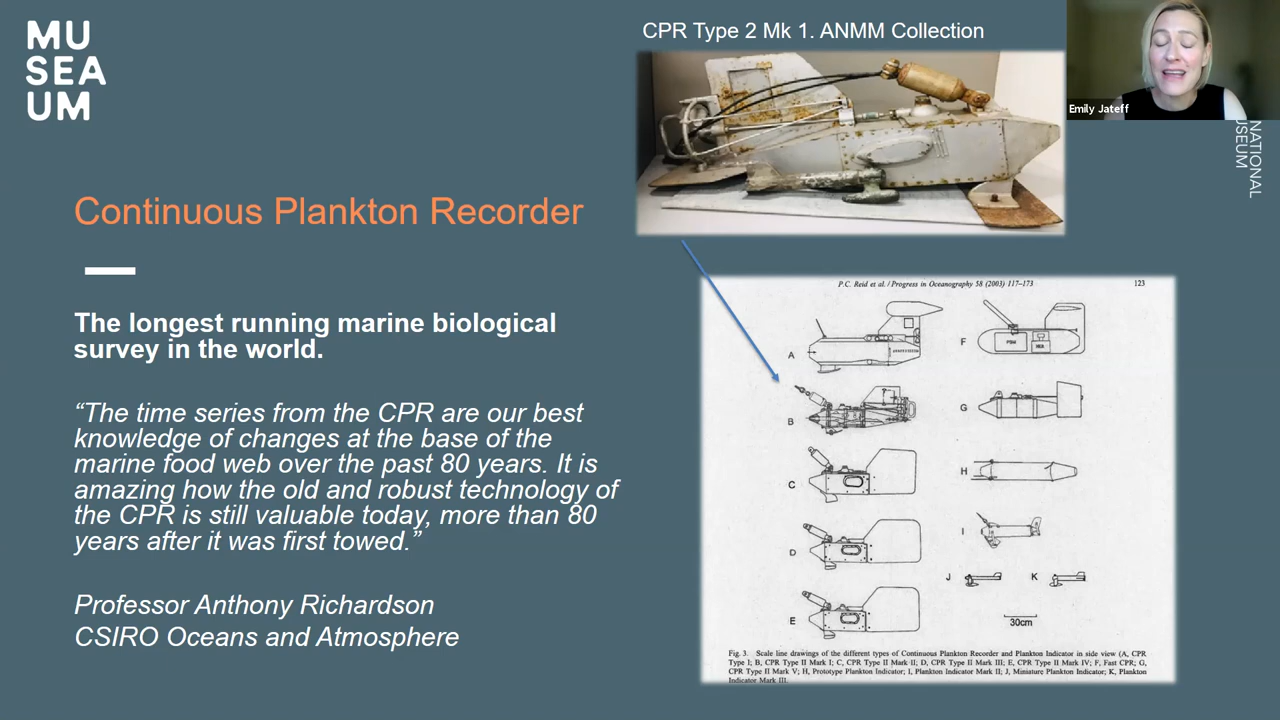 MU
SEA
UM
CPR Type 2 Mk 1. ANMM Collection
Emily Jateff
NATIONAL
Continuous Plankton Recorder
The longest running marine biological
survey in the world.
“The time series from the CPR are our best
knowledge of changes at the base of the
marine food web over the past 80 years. It is
amazing how the old and robust technology of
the CPR is still valuable today, more than 80
years after it was first towed.”
Professor Anthony Richardson
CSIRO Oceans and Atmosphere
P.C. Reid et al. / Progress in Oceanography 58 (2003) 117–173
123
A
B
C
D
E
F
G
H
I
J
K
30cm
Fig. 3. Scale line drawings of the different types of Continuous Plankton Recorder and Plankton Indicator in side view (A, CPR
Type I; B, CPR Type II Mark I; C, CPR Type II Mark II; D, CPR Type II Mark III; E, CPR Type II Mark IV; F, Fast CPR; G,
CPR Type II Mark V; H, Prototype Plankton Indicator; I, Plankton Indicator Mark II; J, Miniature Plankton Indicator; K, Plankton
Indicator Mark III.